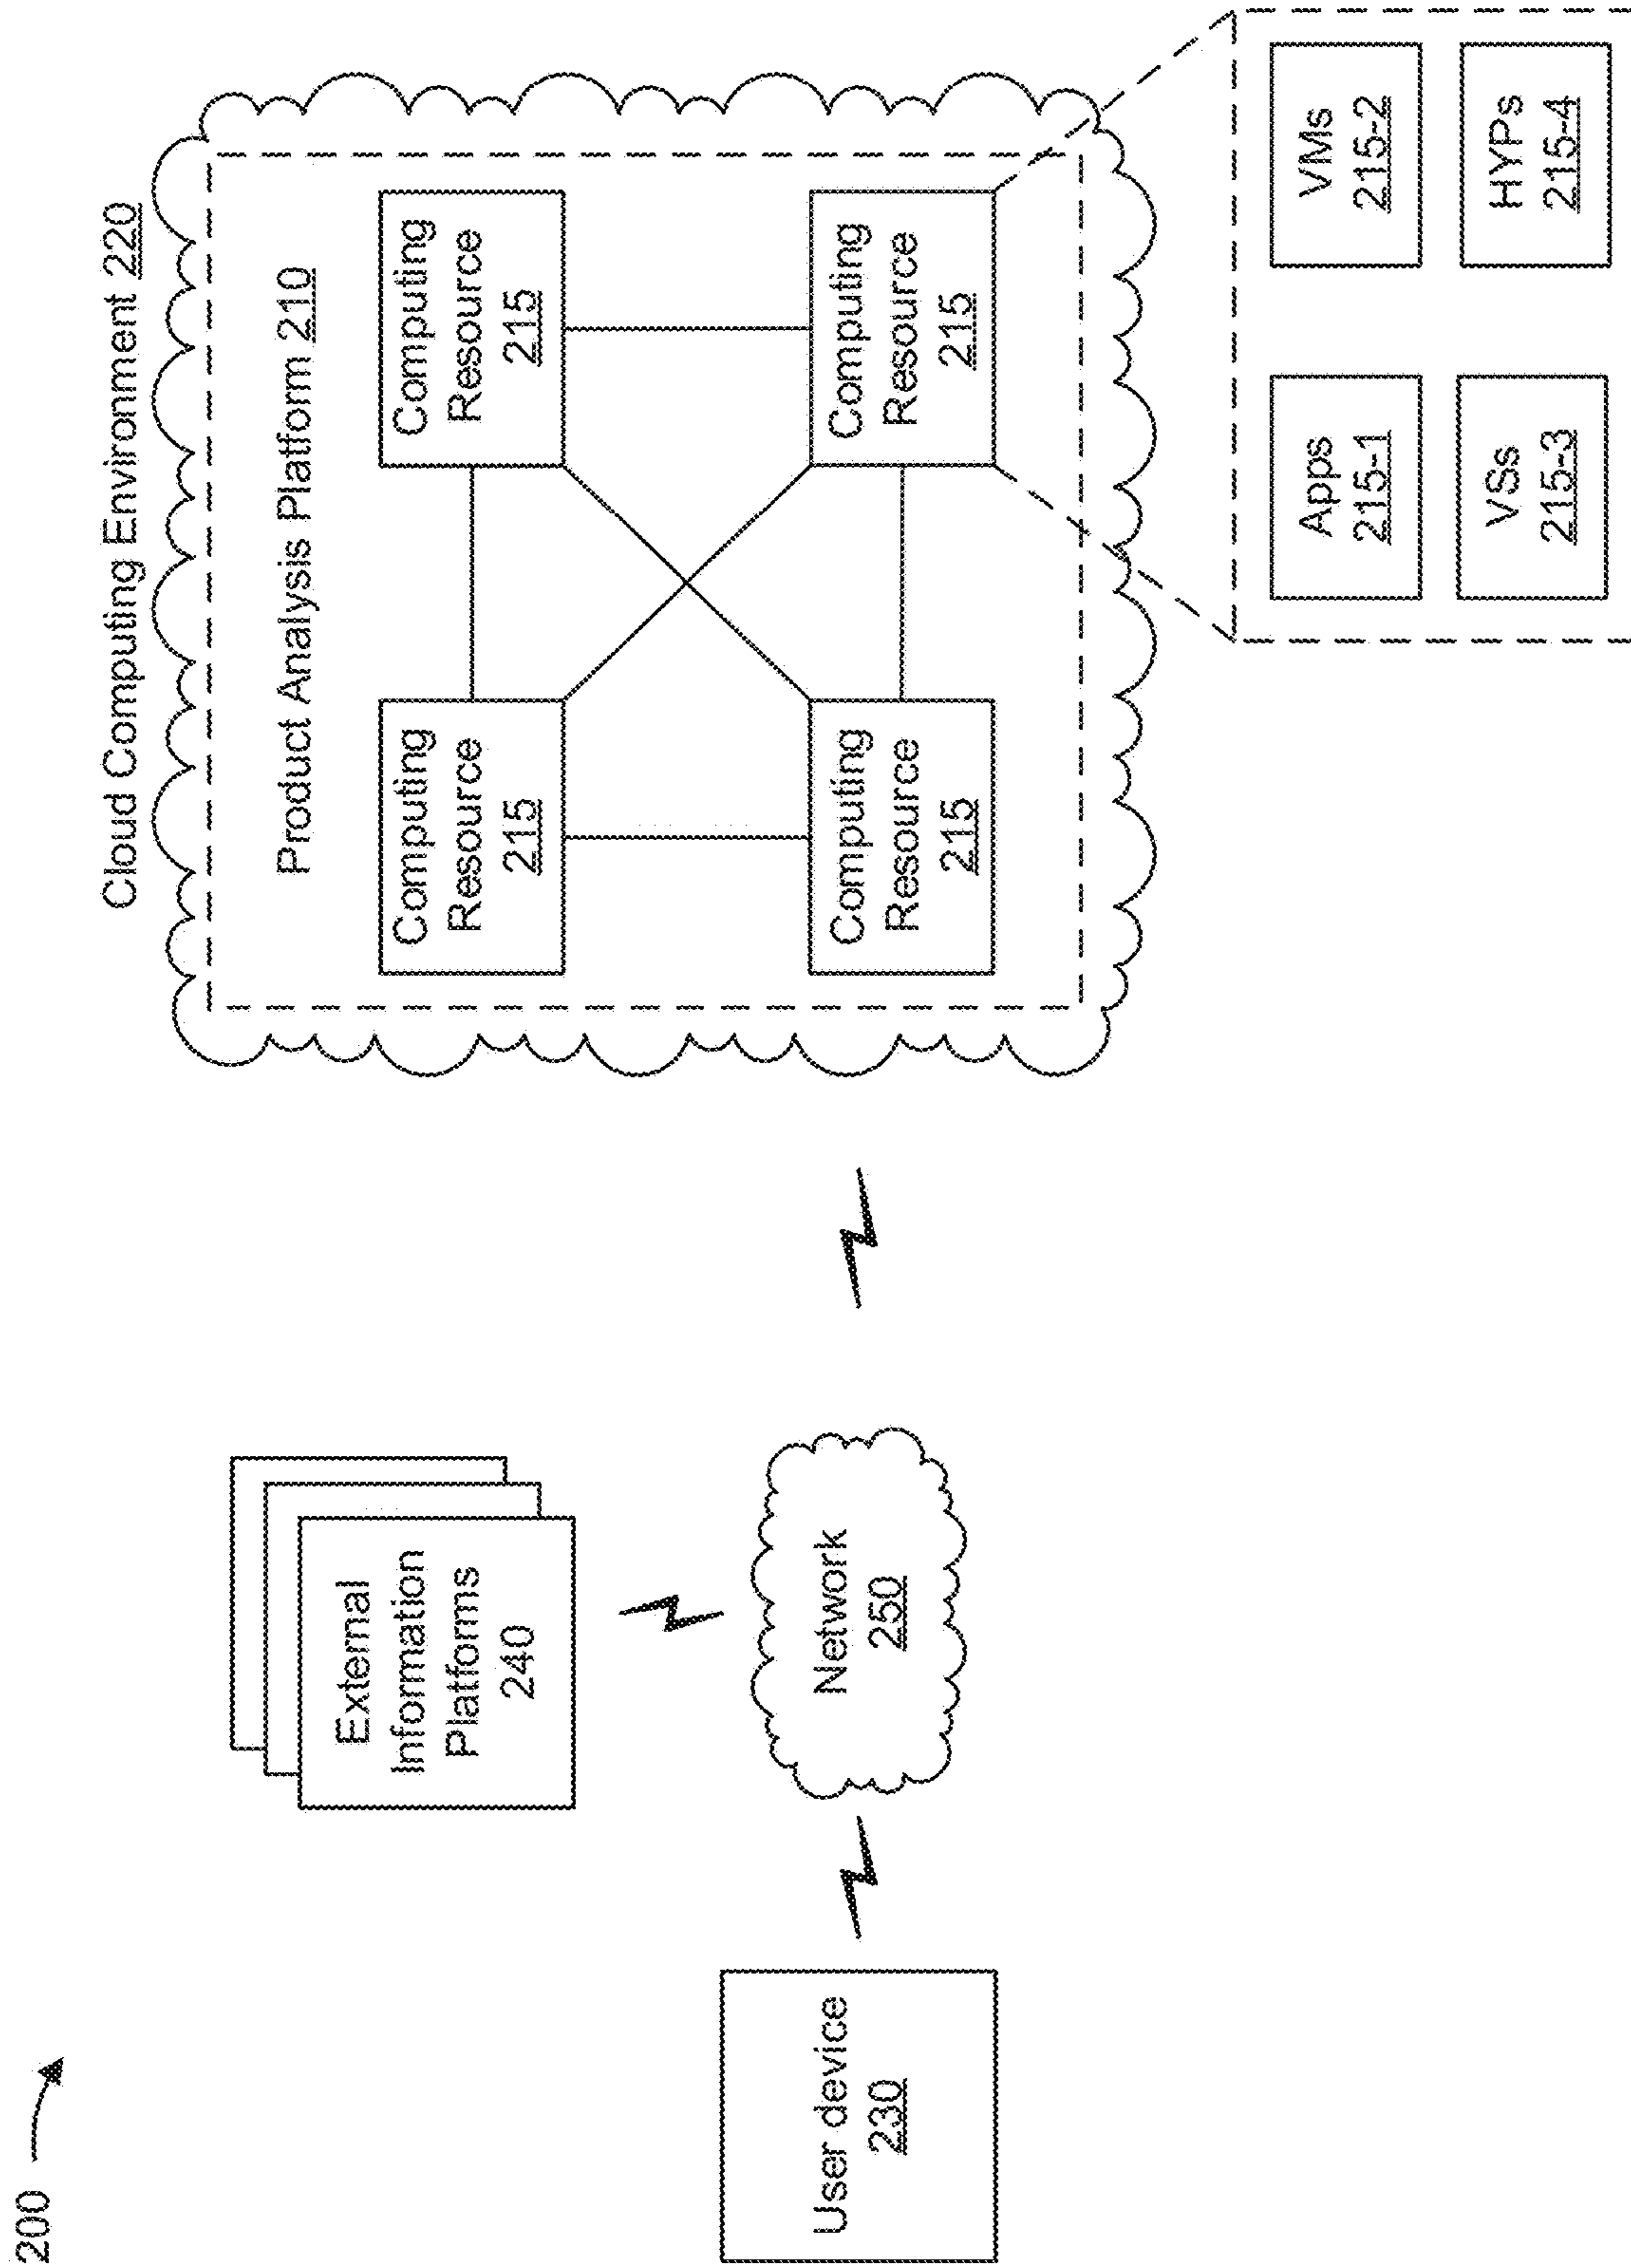 200
Cloud Computing Environment 220
Product Analysis Platform 210
Computing
Resource
215
Computing
Resource
215
Computing
Resource
215
Computing
Resource
215
External
Information
Platforms
240
User device
230
Network
250
Apps
215-1
VMs
215-2
VSs
215-3
HYPs
215-4